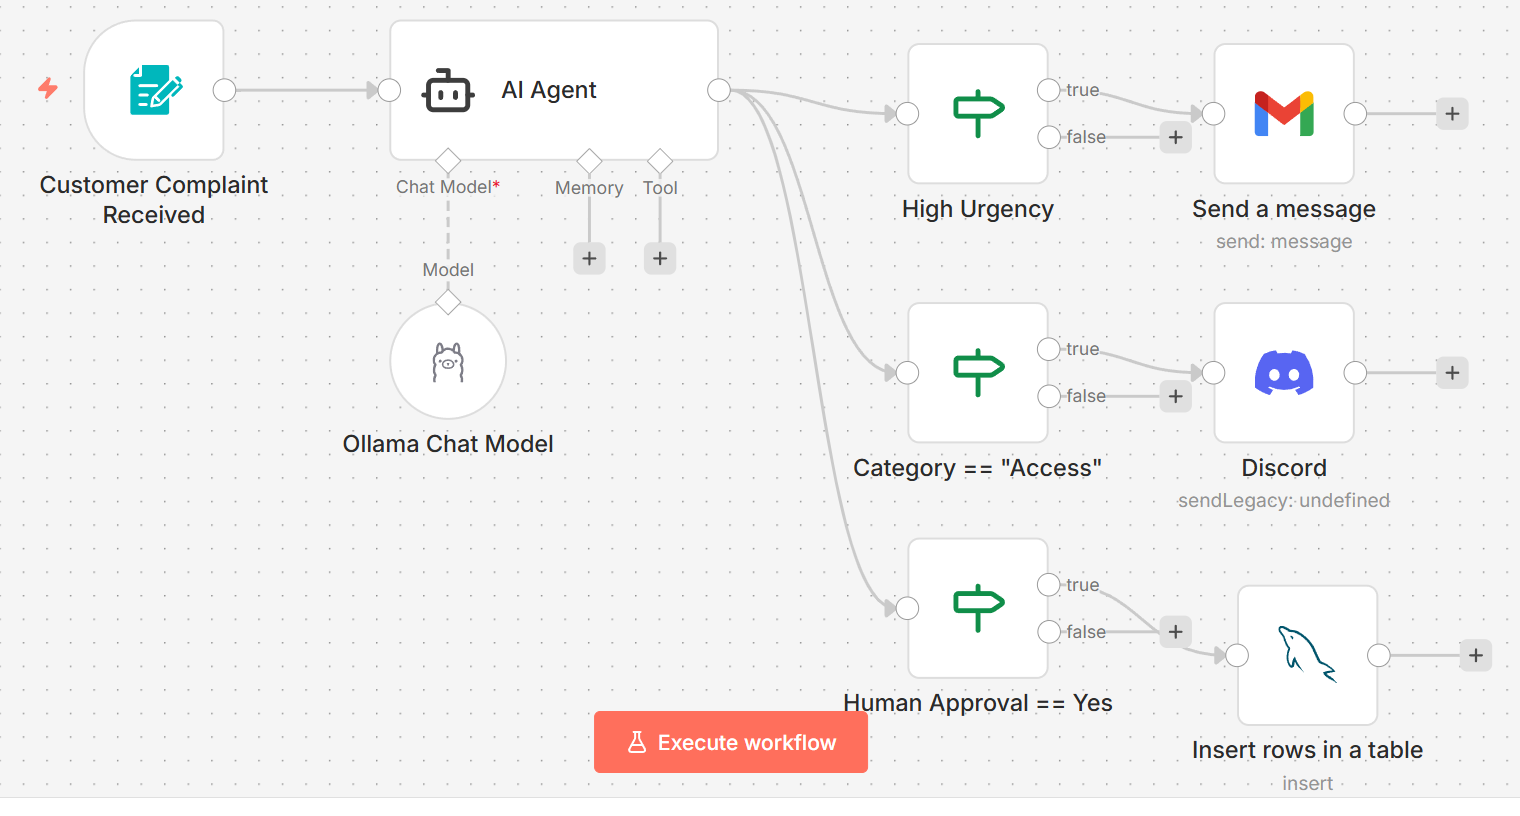 Customer Complaint
Received
AI Agent
Chat Model*
Memory
Tool
Model
Ollama Chat Model
true
false
High Urgency
Send a message
send: message
true
false
Category == "Access"
Discord
sendLegacy: undefined
true
false
Human Approval == Yes
Insert rows in a table
insert
Execute workflow